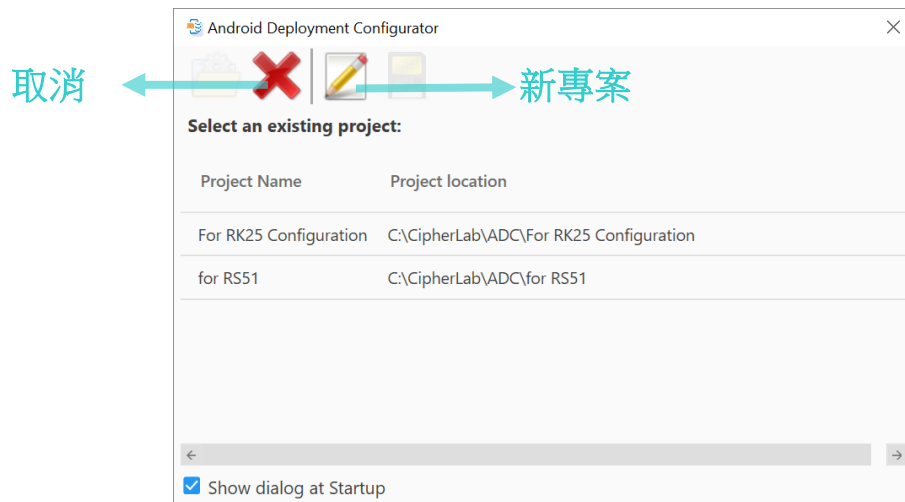 Android Deployment Configurator
取消
新專案
Select an existing project:
Project Name Project location
For RK25 Configuration C:\CipherLab\ADC\For RK25 Configuration
for RS51 C:\CipherLab\ADC\for RS51
Show dialog at Startup